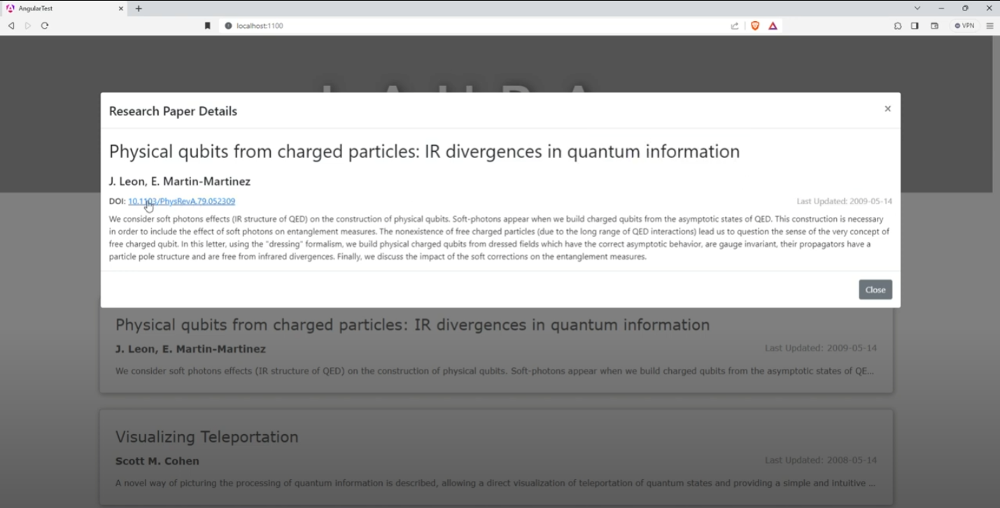 AngularTest
localhost:1100
VPN
L A U R A
Research Paper Details
Physical qubits from charged particles: IR divergences in quantum information
J. Leon, E. Martin-Martinez
DOI: 10.1103/PhysRevA.79.052309
Last Updated: 2009-05-14
We consider soft photons effects (IR structure of QED) on the construction of physical qubits. Soft-photons appear when we build charged qubits from the asymptotic states of QED. This construction is necessary
in order to include the effect of soft photons on entanglement measures. The nonexistence of free charged particles (due to the long range of QED interactions) lead us to question the sense of the very concept of
free charged qubit. In this letter, using the "dressing" formalism, we build physical charged qubits from dressed fields which have the correct asymptotic behavior, are gauge invariant, their propagators have a
particle pole structure and are free from infrared divergences. Finally, we discuss the impact of the soft corrections on the entanglement measures.
Close
Physical qubits from charged particles: IR divergences in quantum information
J. Leon, E. Martin-Martinez
Last Updated: 2009-05-14
We consider soft photons effects (IR structure of QED) on the construction of physical qubits. Soft-photons appear when we build charged qubits from the asymptotic states of QE...
Visualizing Teleportation
Scott M. Cohen
Last Updated: 2008-05-14
A novel way of picturing the processing of quantum information is described, allowing a direct visualization of teleportation of quantum states and providing a simple and intuitive ...